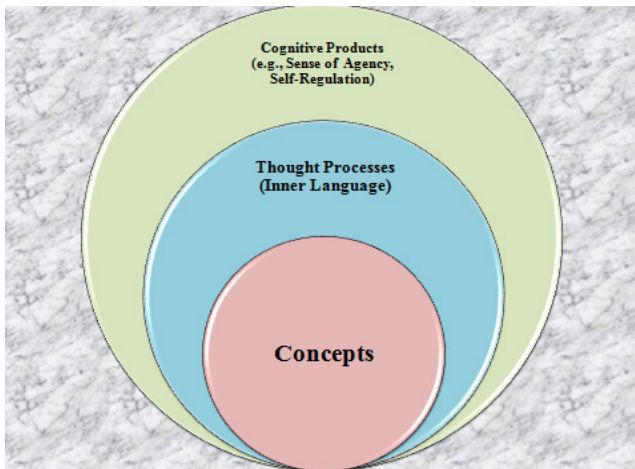 Cognitive Products
(e.g., Sense of Agency,
Self-Regulation)
Thought Processes
(Inner Language)
Concepts